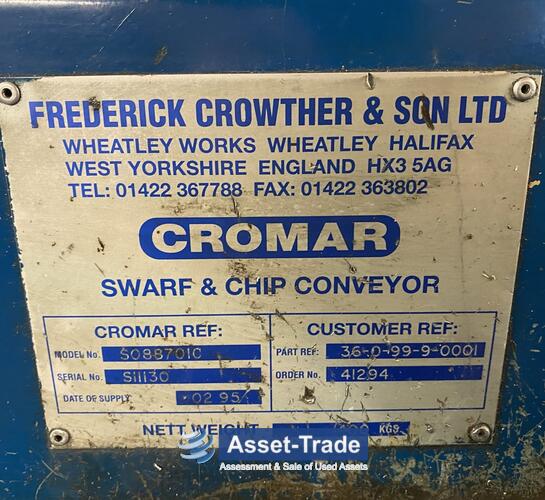 FREDERICK CROWTHER & SON LTD
WHEATLEY WORKS WHEATLEY HALIFAX
WEST YORKSHIRE ENGLAND HX3 5AG
TEL: 01422 367788 FAX: 01422 363802
CROMAR
SWARF & CHIP CONVEYOR
CROMAR REF:
MODEL No. S088701C
SERIAL No. S11130
DATE OF SUPPLY 02 95
CUSTOMER REF:
PART REF: 36-0-99-9-0001
ORDER No. 41294
NETT WEIGHT KGS
Asset-Trade
Assessment & Sale of Used Assets